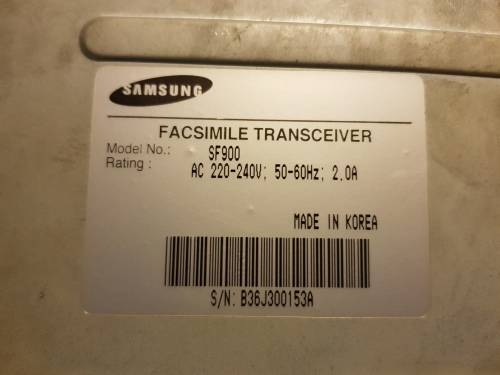 SAMSUNG
FACSIMILE TRANSCEIVER
Model No.: SF900
Rating : AC 220-240V; 50-60Hz; 2.0A
MADE IN KOREA
S/N: B36J300153A